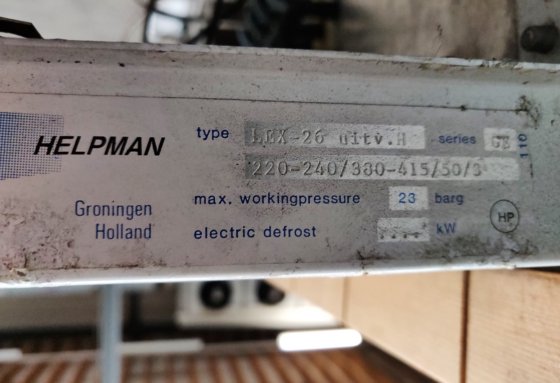 HELPMAN
Groningen
Holland
type LEX-26 uitv.H series GE
220-240/380-415/50/3
max. workingpressure 23 barg
electric defrost kW
HP
110